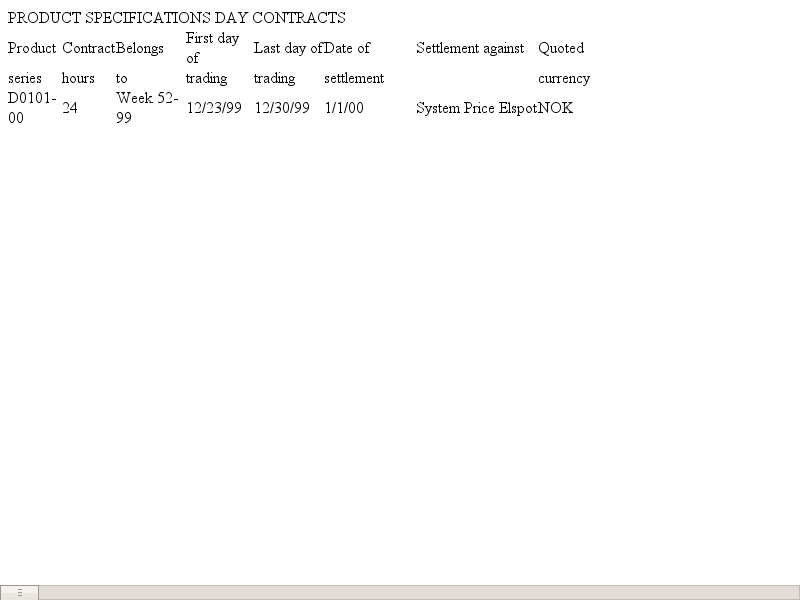 PRODUCT SPECIFICATIONS DAY CONTRACTS
Product Contract Belongs First day of Last day of Date of Settlement against Quoted
series hours to trading trading settlement currency
D0101-00 24 Week 52-99 12/23/99 12/30/99 1/1/00 System Price Elspot NOK